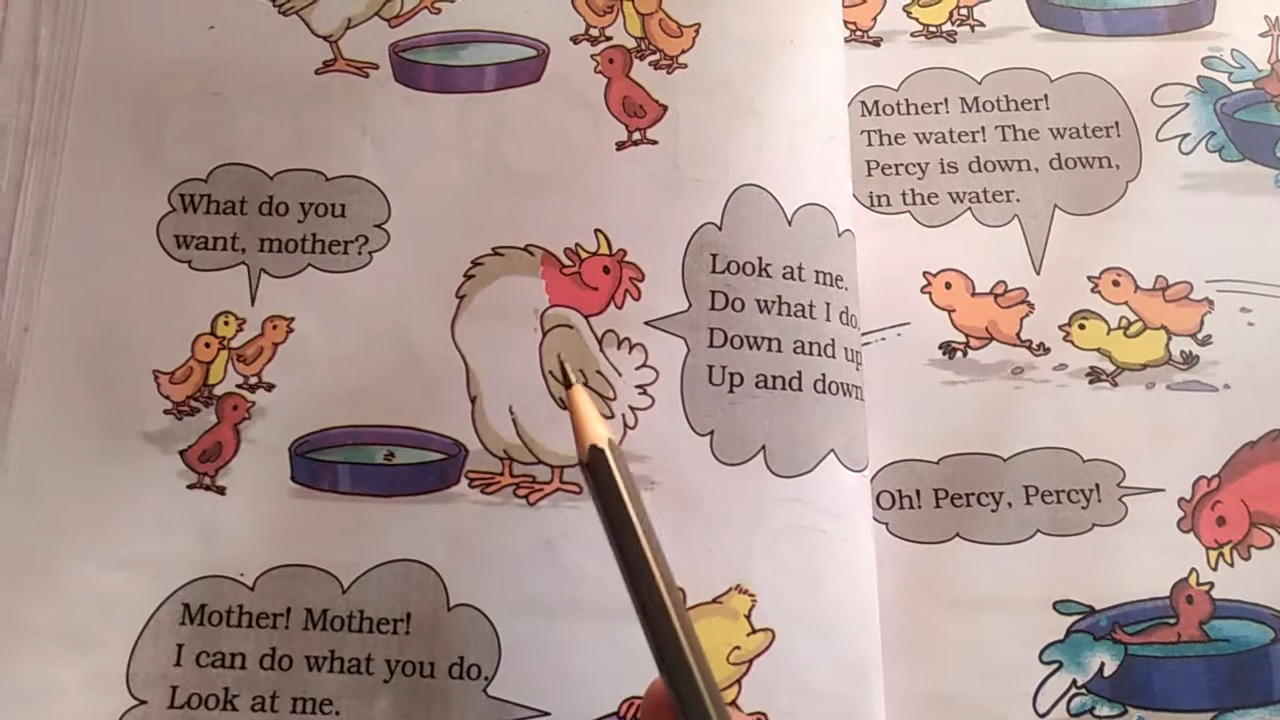 What do you
want, mother?
Look at me.
Do what I do.
Down and up
Up and down
Mother! Mother!
I can do what you do.
Look at me.
Mother! Mother!
The water! The water!
Percy is down, down,
in the water.
Oh! Percy, Percy!